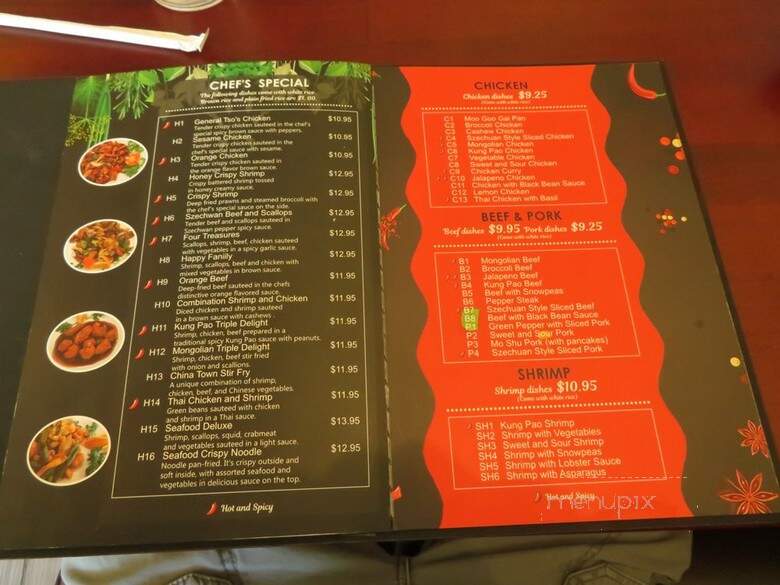 CHEF'S SPECIAL
The following dishes come with white rice.
Brown rice and plain fried rice are $1.00
H1 General Tso's Chicken $10.95
Tender crispy chicken sauteed in the chef's
special spicy brown sauce with peppers.
H2 Sesame Chicken $10.95
Tender crispy chicken sauteed in the
chef's special sauce with sesame.
H3 Orange Chicken $10.95
Tender crispy chicken sauteed in
the orange flavor brown sauce.
H4 Honey Crispy Shrimp $12.95
Crispy battered shrimp tossed
in honey creamy sauce.
H5 Crispy Shrimp $12.95
Deep fried prawns and steamed broccoli with
the chef's special sauce on the side.
H6 Szechwan Beef and Scallops $12.95
Tender beef and scallops sauteed in
Szechwan pepper spicy sauce.
H7 Four Treasures $12.95
Scallops, shrimp, beef, chicken sauteed
with vegetables in a spicy garlic sauce.
H8 Happy Faniily $12.95
Shrimp, scallops, beef and chicken with
mixed vegetables in brown sauce.
H9 Orange Beef $11.95
Deep-fried beef sauteed in the chefs
distinctive orange flavored sauce.
H10 Combination Shrimp and Chicken $11.95
Diced chicken and shrimp sauteed
in a brown sauce with cashews.
H11 Kung Pao Triple Delight $11.95
Shrimp, chicken, beef prepared in a
traditional spicy Kung Pao sauce with peanuts.
H12 Mongolian Triple Delight $11.95
Shrimp, chicken, beef stir fried
with onion and scallions.
H13 China Town Stir Fry $11.95
A unique combination of shrimp,
chicken, beef, and Chinese vegetables.
H14 Thai Chicken and Shrimp $11.95
Green beans sauteed with chicken
and shrimp in a Thai sauce.
H15 Seafood Deluxe $13.95
Shrimp, scallops, squid, crabmeat
and vegetables sauteed in a light sauce.
H16 Seafood Crispy Noodle $12.95
Noodle pan-fried. It's crispy outside and
soft inside, with assorted seafood and
vegetables in delicious sauce on the top.
Hot and Spicy
CHICKEN
Chicken dishes $9.25
(Come with white rice)
C1 Moo Goo Gai Pan
C2 Broccoli Chicken
C3 Cashew Chicken
C4 Szechuan Style Sliced Chicken
C5 Mongolian Chicken
C6 Kung Pao Chicken
C7 Vegetable Chicken
C8 Sweet and Sour Chicken
C9 Chicken Curry
C10 Jalapeno Chicken
C11 Chicken with Black Bean Sauce
C12 Lemon Chicken
C13 Thai Chicken with Basil
BEEF & PORK
Beef dishes $9.95 Pork dishes $9.25
(Come with white rice)
B1 Mongolian Beef
B2 Broccoli Beef
B3 Jalapeno Beef
B4 Kung Pao Beef
B5 Beef with Snowpeas
B6 Pepper Steak
B7 Szechuan Style Sliced Beef
B8 Beef with Black Bean Sauce
P1 Green Pepper with Sliced Pork
P2 Sweet and Sour Pork
P3 Mo Shu Pork (with pancakes)
P4 Szechuan Style Sliced Pork
SHRIMP
Shrimp dishes $10.95
(Come with white rice)
SH1 Kung Pao Shrimp
SH2 Shrimp with Vegetables
SH3 Sweet and Sour Shrimp
SH4 Shrimp with Snowpeas
SH5 Shrimp with Lobster Sauce
SH6 Shrimp with Asparagus
Hot and Spicy
menupix